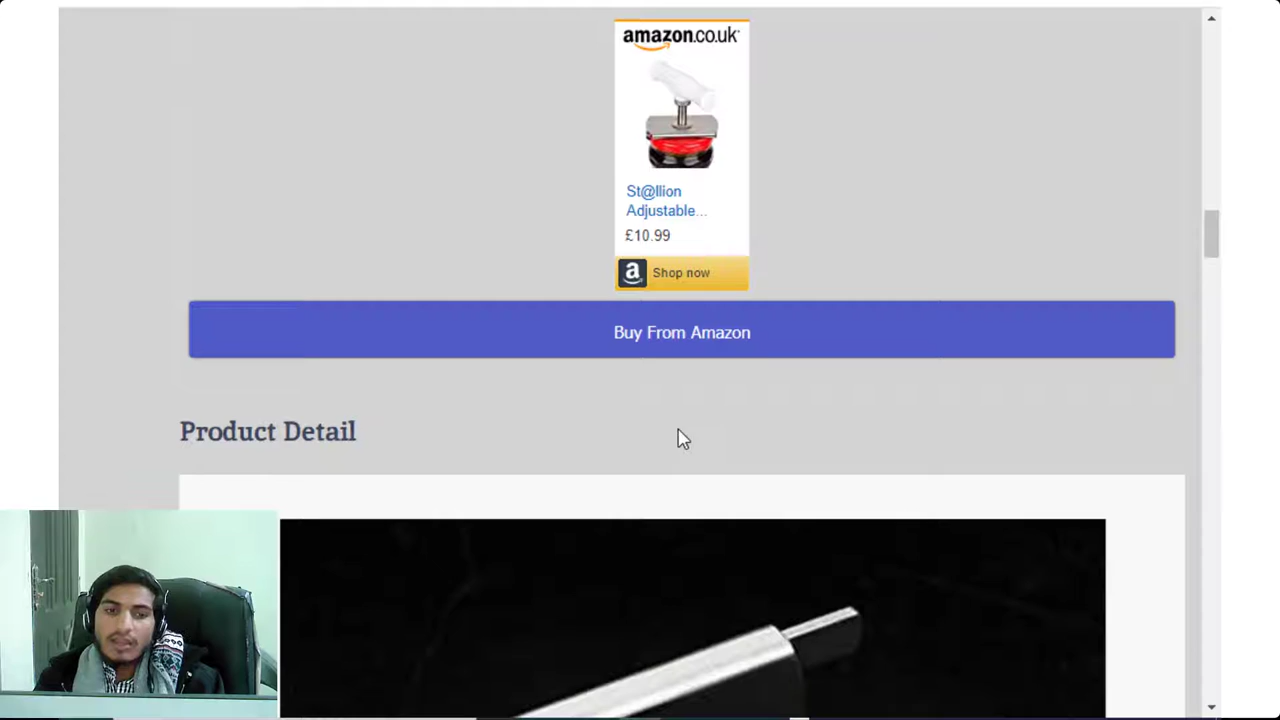 amazon.co.uk
St@llion
Adjustable...
£10.99
a Shop now
Buy From Amazon
Product Detail